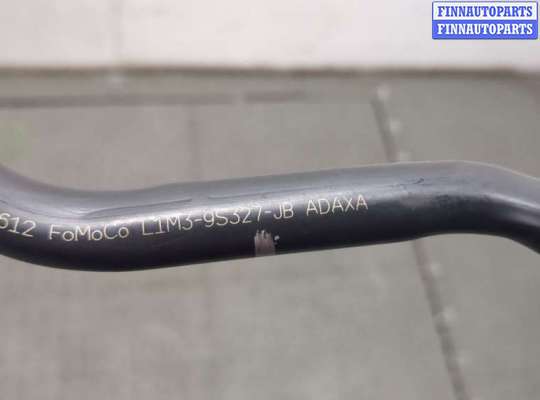 FINNAUTOPARTS
FINNAUTOPARTS
612 FoMoCo L1M3-9S327-JB ADAXA